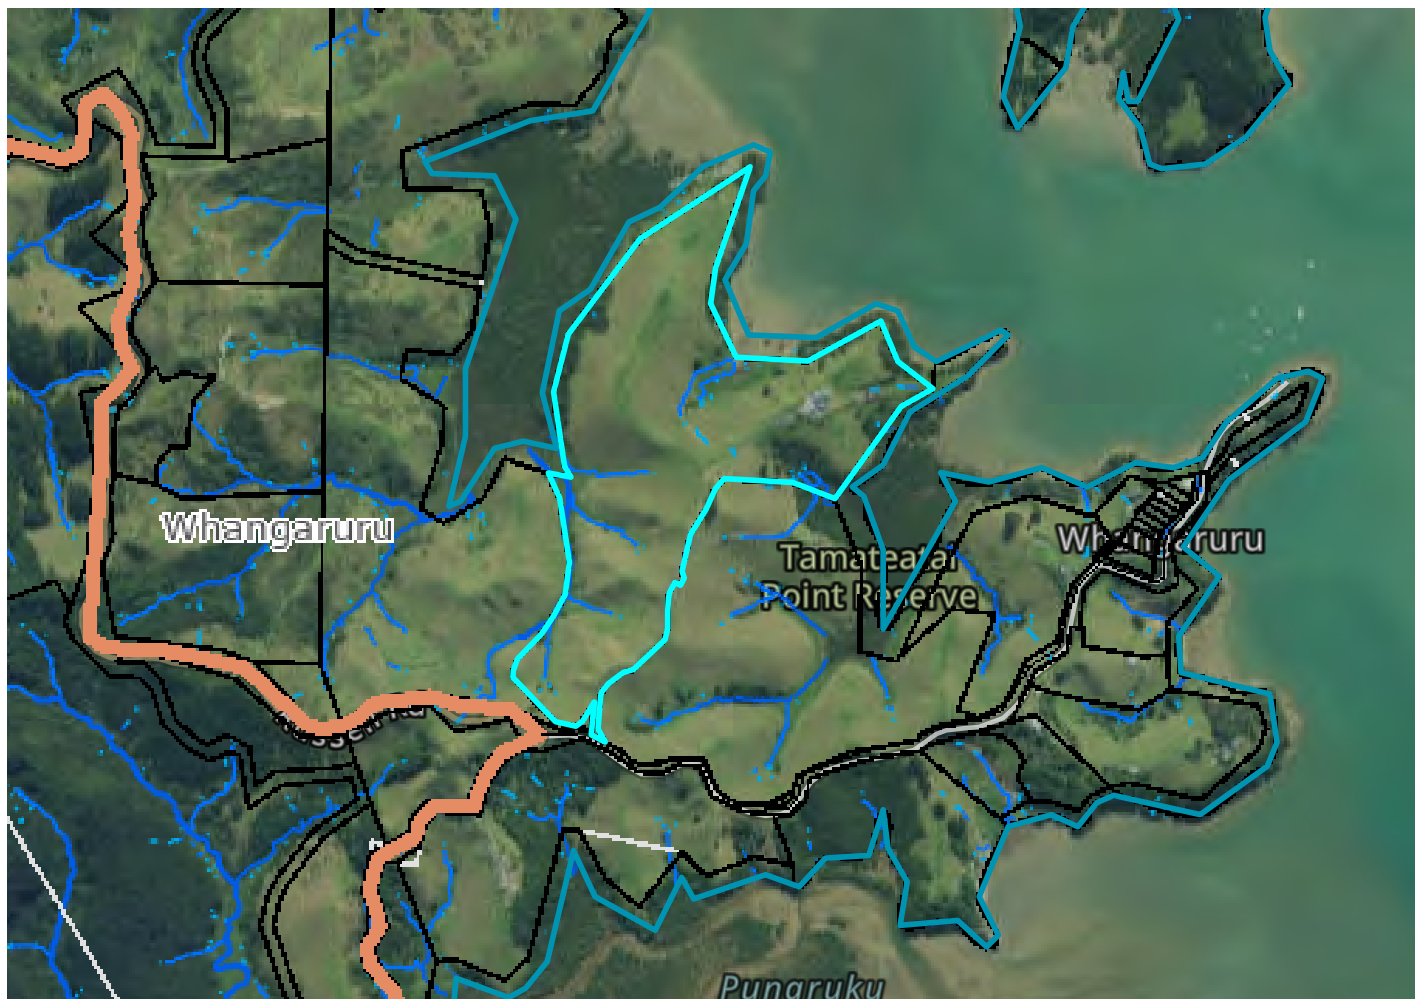 Whangaruru
Whangaruru
Tamateatai
Point Reserve
Punaruku